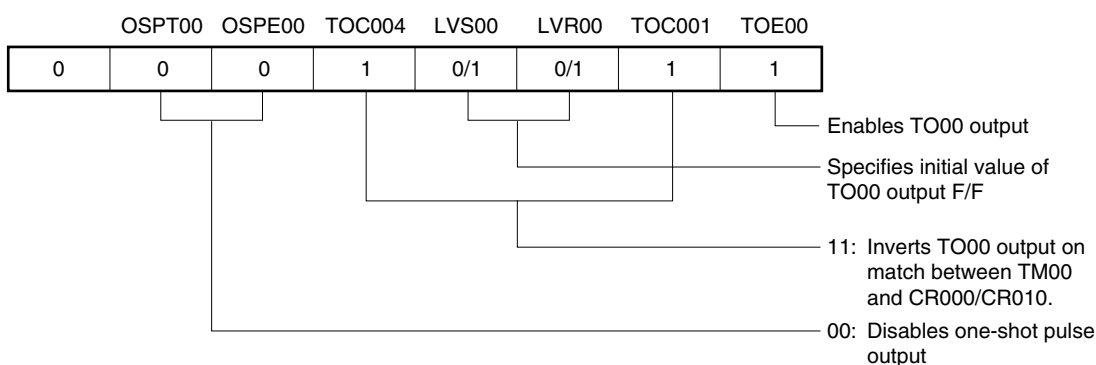 OSPT00 OSPE00 TOC004 LVS00 LVR00 TOC001 TOE00
0 0 0 1 0/1 0/1 1 1
Enables TO00 output
Specifies initial value of
TO00 output F/F
11: Inverts TO00 output on
match between TM00
and CR000/CR010.
00: Disables one-shot pulse
output